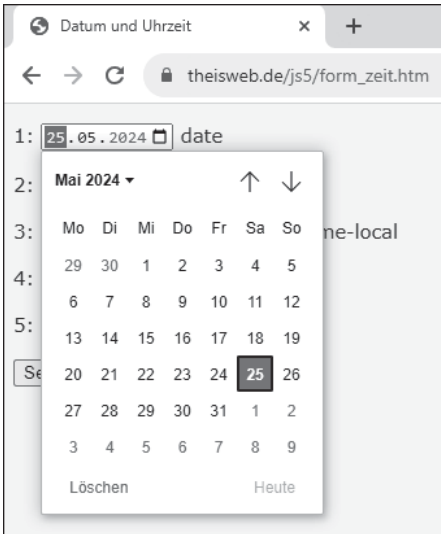 Datum und Uhrzeit
theisweb.de/js5/form_zeit.htm
1: 25.05.2024 date
Mai 2024
2:
Mo Di Mi Do Fr Sa So
3: me-local
29 30 1 2 3 4 5
4:
6 7 8 9 10 11 12
5:
13 14 15 16 17 18 19
Se
20 21 22 23 24 25 26
27 28 29 30 31 1 2
3 4 5 6 7 8 9
Löschen Heute